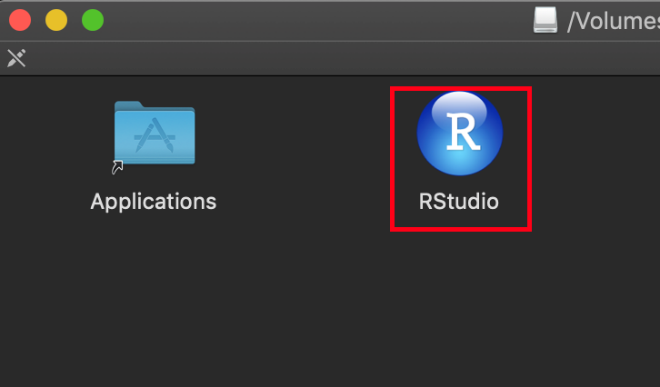 /Volumes
Applications
R
RStudio